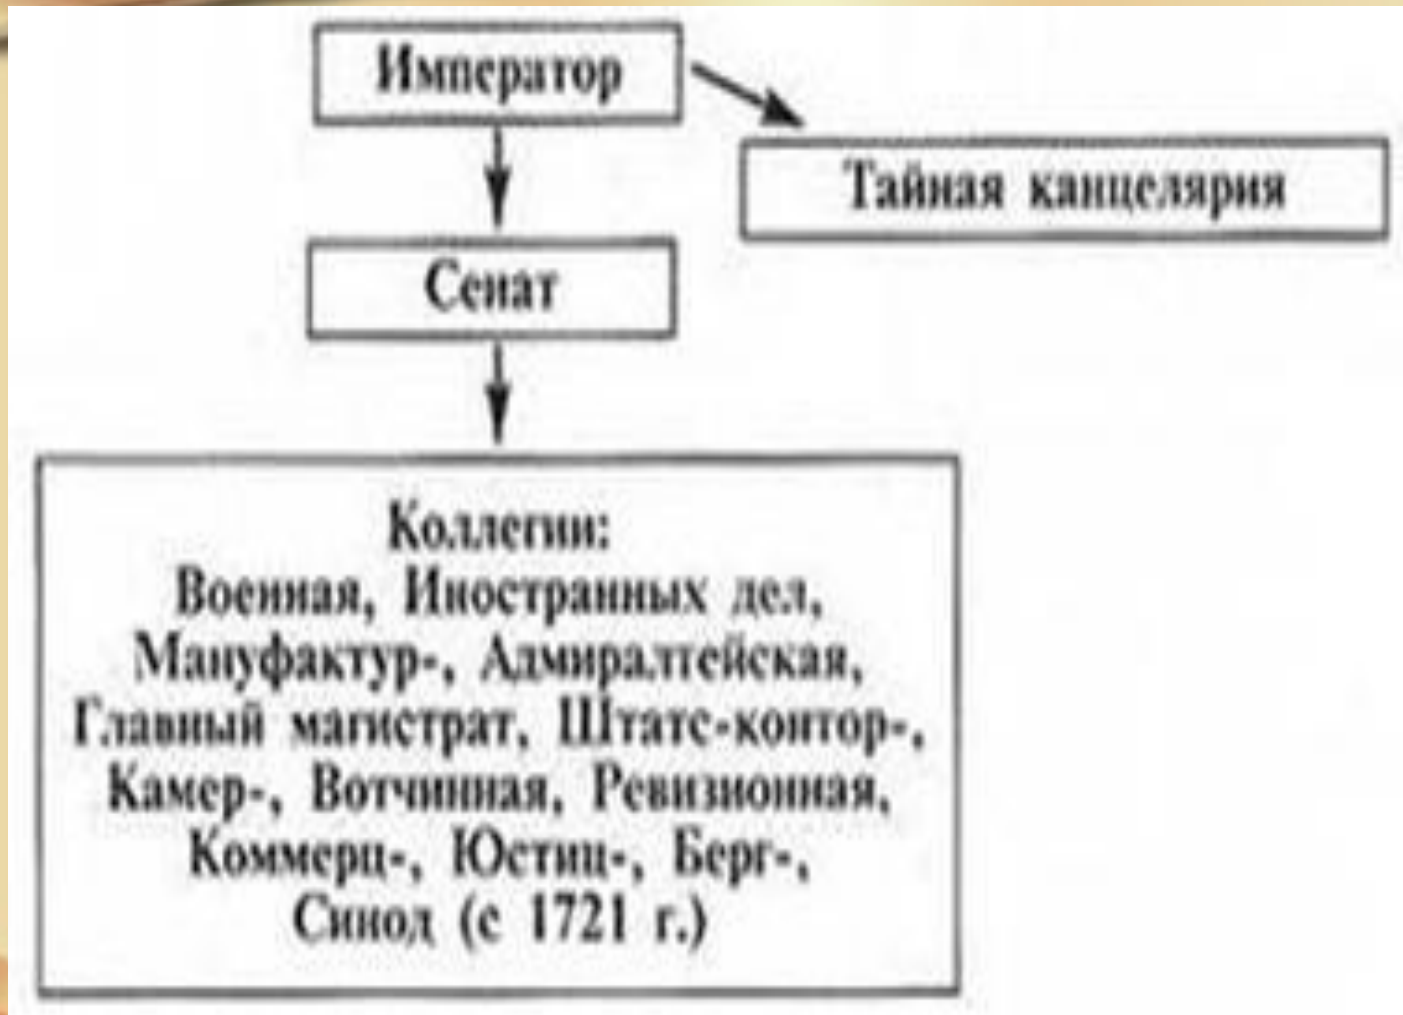 Император
Тайная канцелярия
Сенат
Коллегии:
Военная, Иностранных дел,
Мануфактур-, Адмиралтейская,
Главный магистрат, Штатс-контор-,
Камер-, Вотчинная, Ревизионная,
Коммерц-, Юстиц-, Берг-,
Синод (с 1721 г.)